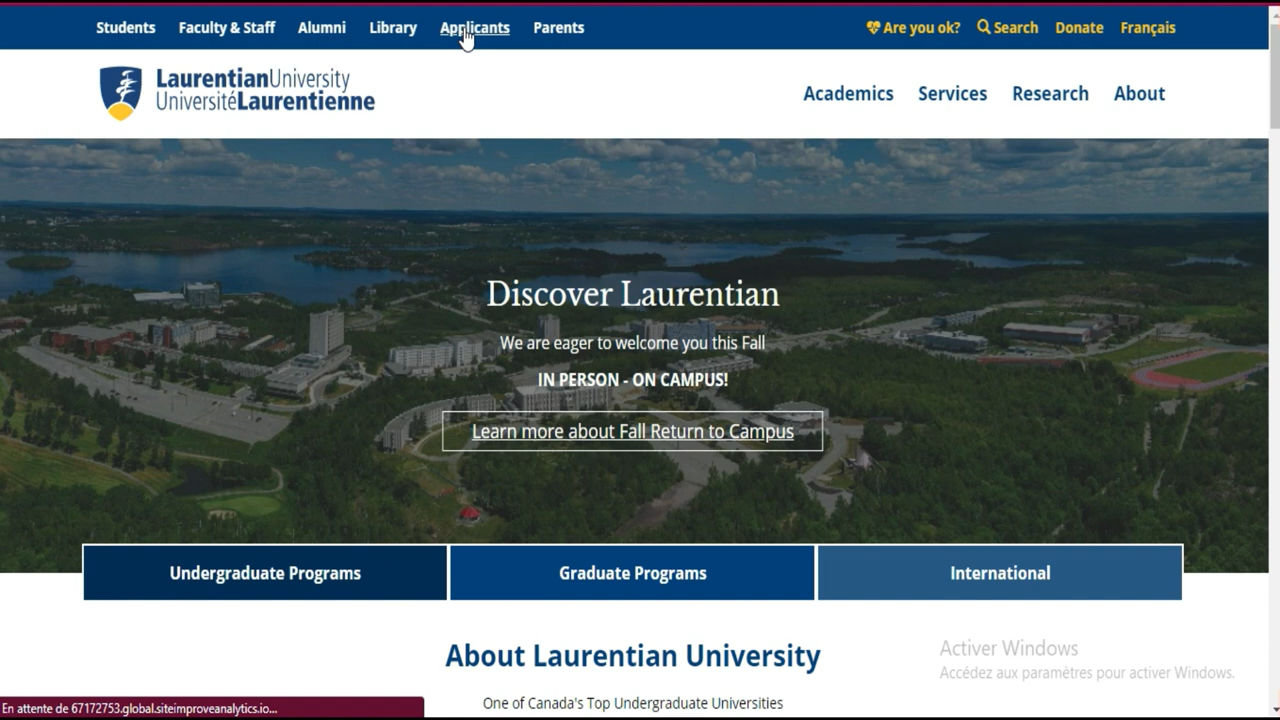 Students Faculty & Staff Alumni Library Applicants Parents Are you ok? Search Donate Français
LaurentianUniversity
UniversitéLaurentienne
Academics Services Research About
Discover Laurentian
We are eager to welcome you this Fall
IN PERSON - ON CAMPUS!
Learn more about Fall Return to Campus
Undergraduate Programs Graduate Programs International
About Laurentian University
One of Canada's Top Undergraduate Universities
Activer Windows
Accédez aux paramètres pour activer Windows.
En attente de 67172753.global.siteimproveanalytics.io...